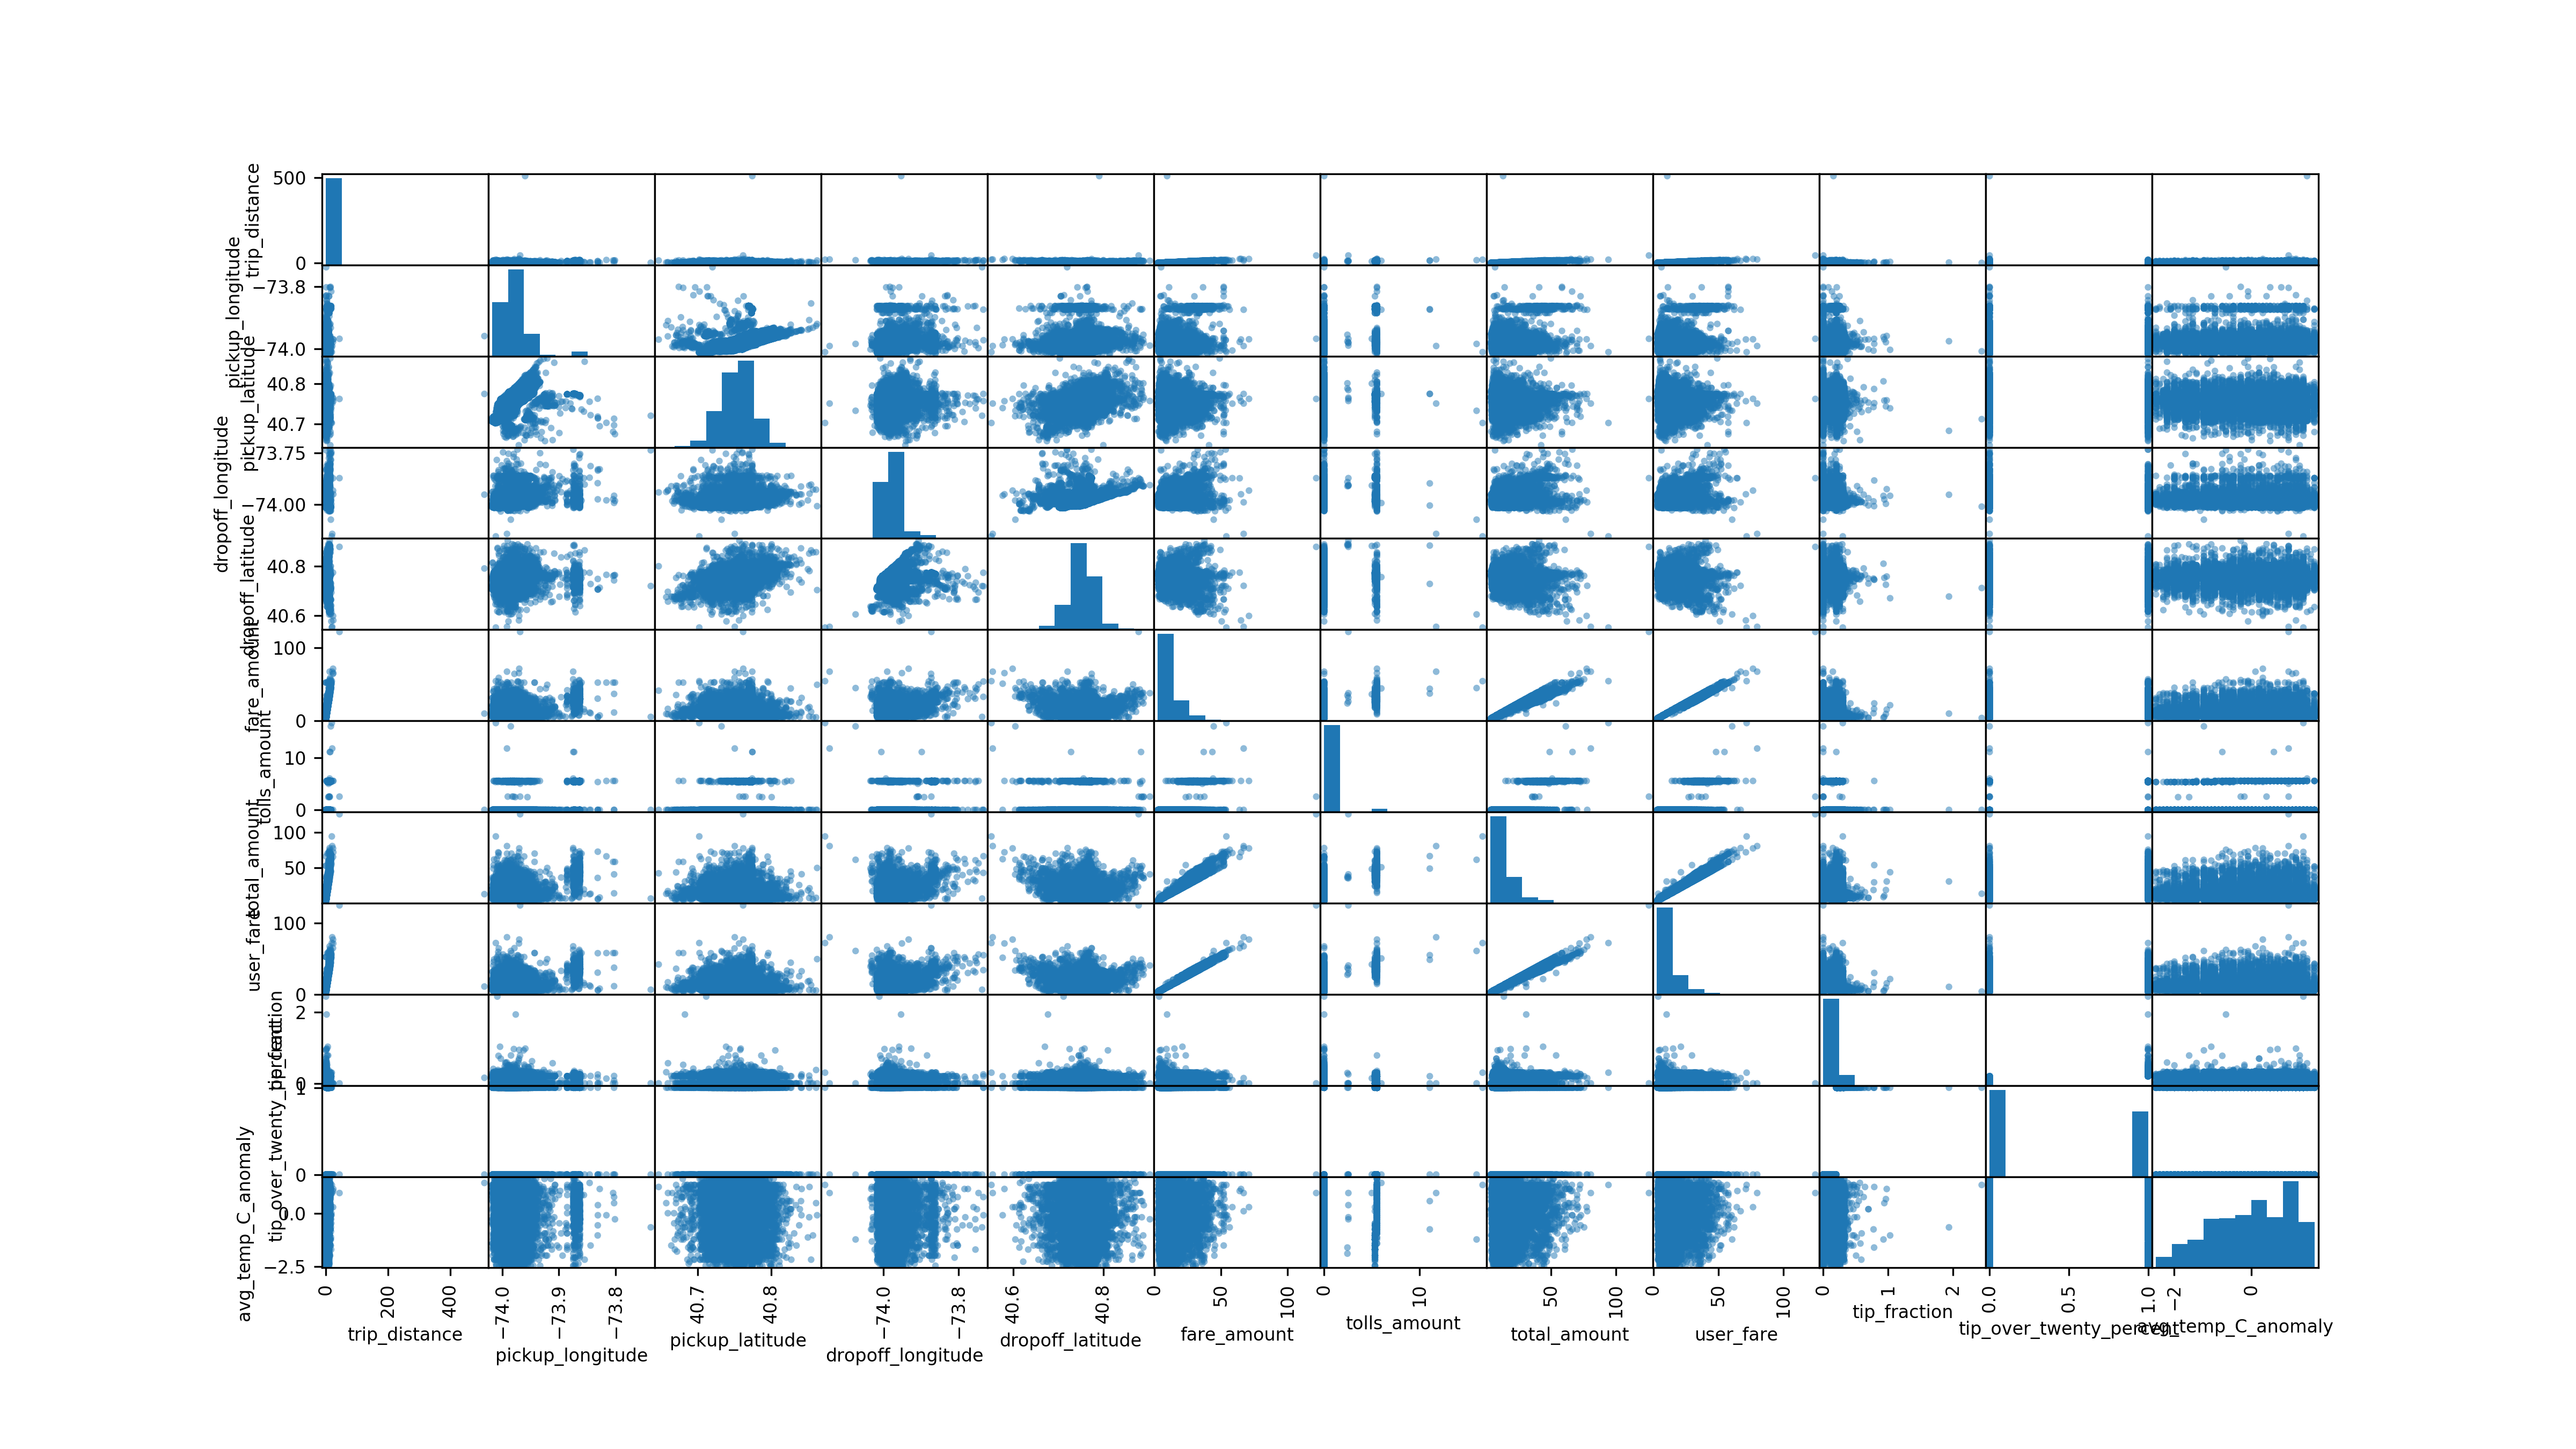 trip_distance
500
0
pickup_longitude
−73.8
−74.0
pickup_latitude
40.8
40.7
dropoff_longitude
−73.75
−74.00
dropoff_latitude
40.8
40.6
fare_amount
100
0
tolls_amount
10
0
total_amount
100
50
user_fare
100
0
tip_fraction
2
0
tip_over_twenty_percent
1
0
avg_temp_C_anomaly
0.0
−2.5
0 200 400
−74.0 −73.9 −73.8
40.7 40.8
−74.0 −73.8
40.6 40.8
0 50 100
0 10
50 100
0 50 100
0 1 2
0.0 0.5 1.0
−2 0
trip_distance
pickup_longitude
pickup_latitude
dropoff_longitude
dropoff_latitude
fare_amount
tolls_amount
total_amount
user_fare
tip_fraction
tip_over_twenty_percent
avg_temp_C_anomaly